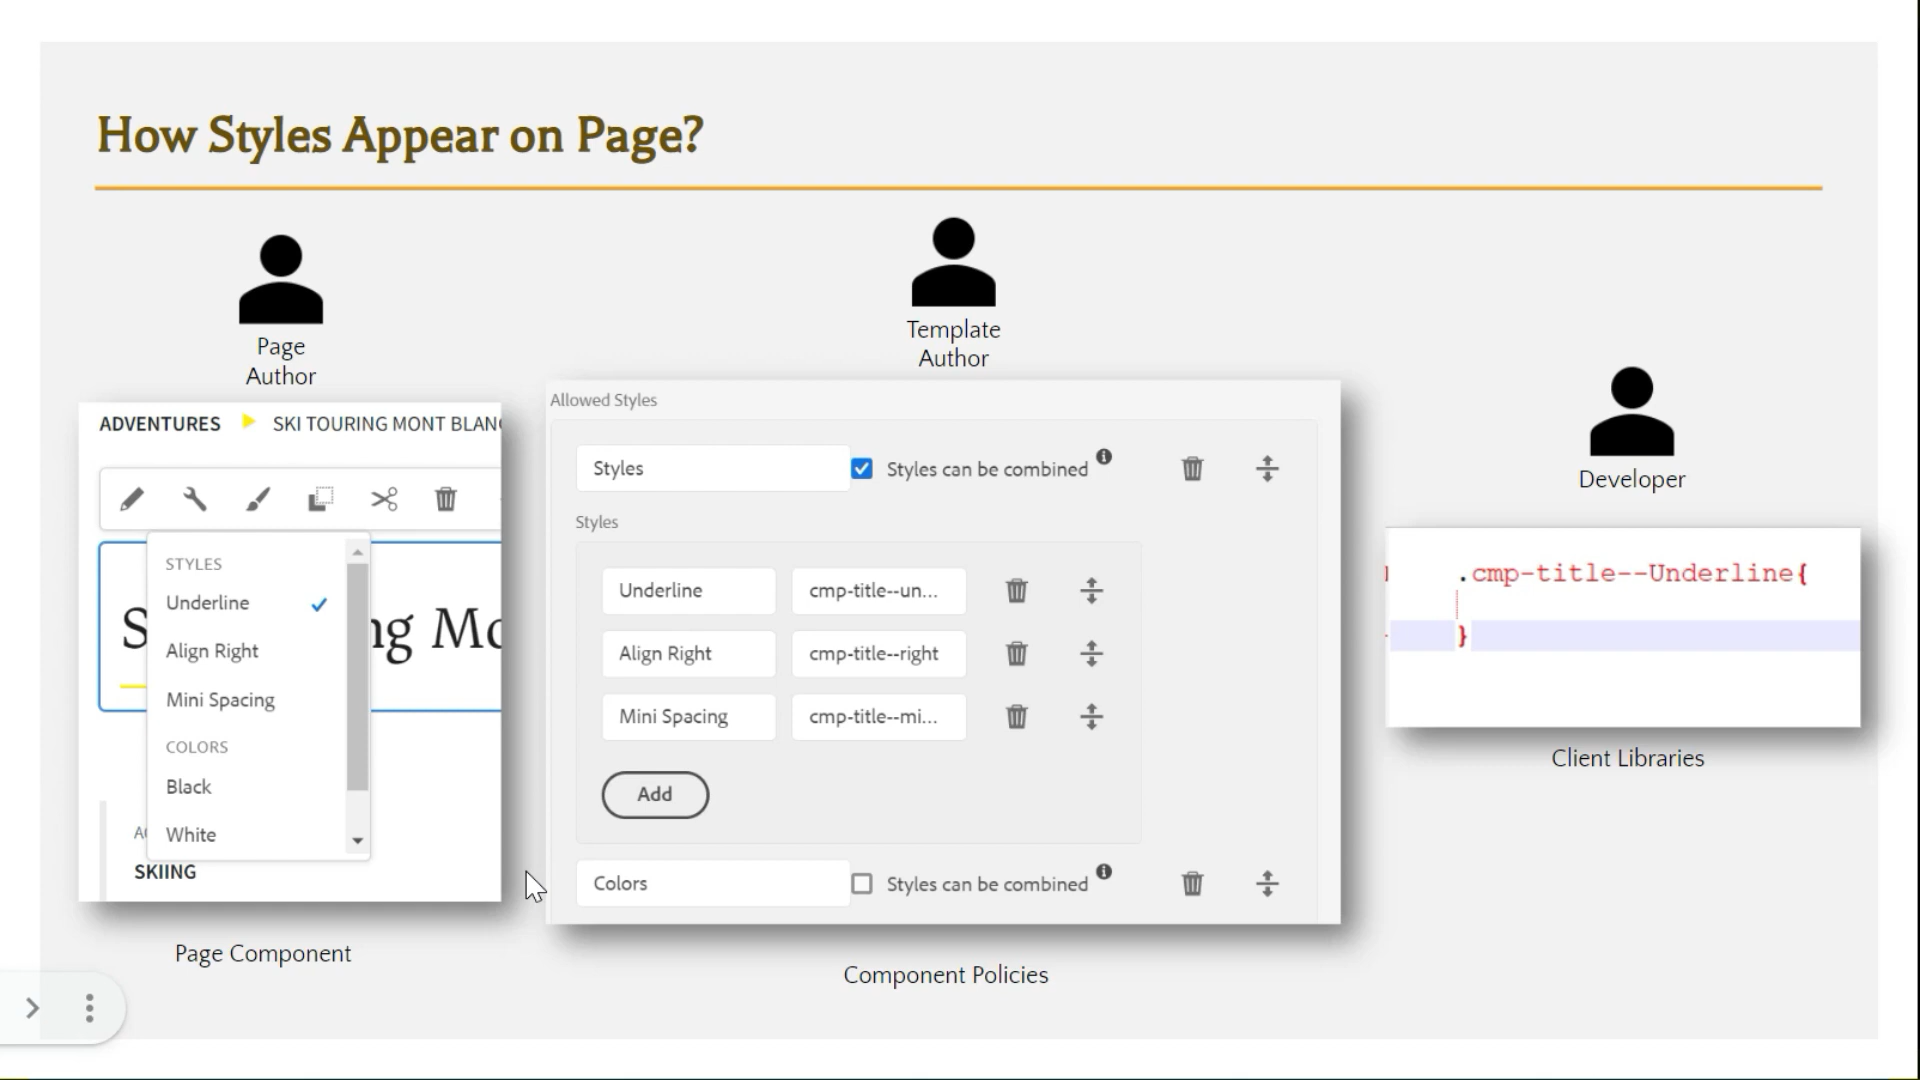 How Styles Appear on Page?
Page
Author
Template
Author
Developer
ADVENTURES SKI TOURING MONT BLAN
STYLES
Underline
Align Right
Mini Spacing
COLORS
Black
White
S ng Mo
SKIING
Page Component
Allowed Styles
Styles Styles can be combined
Styles
Underline cmp-title--un...
Align Right cmp-title--right
Mini Spacing cmp-title--mi...
Add
Colors Styles can be combined
Component Policies
.cmp-title--Underline{
}
Client Libraries